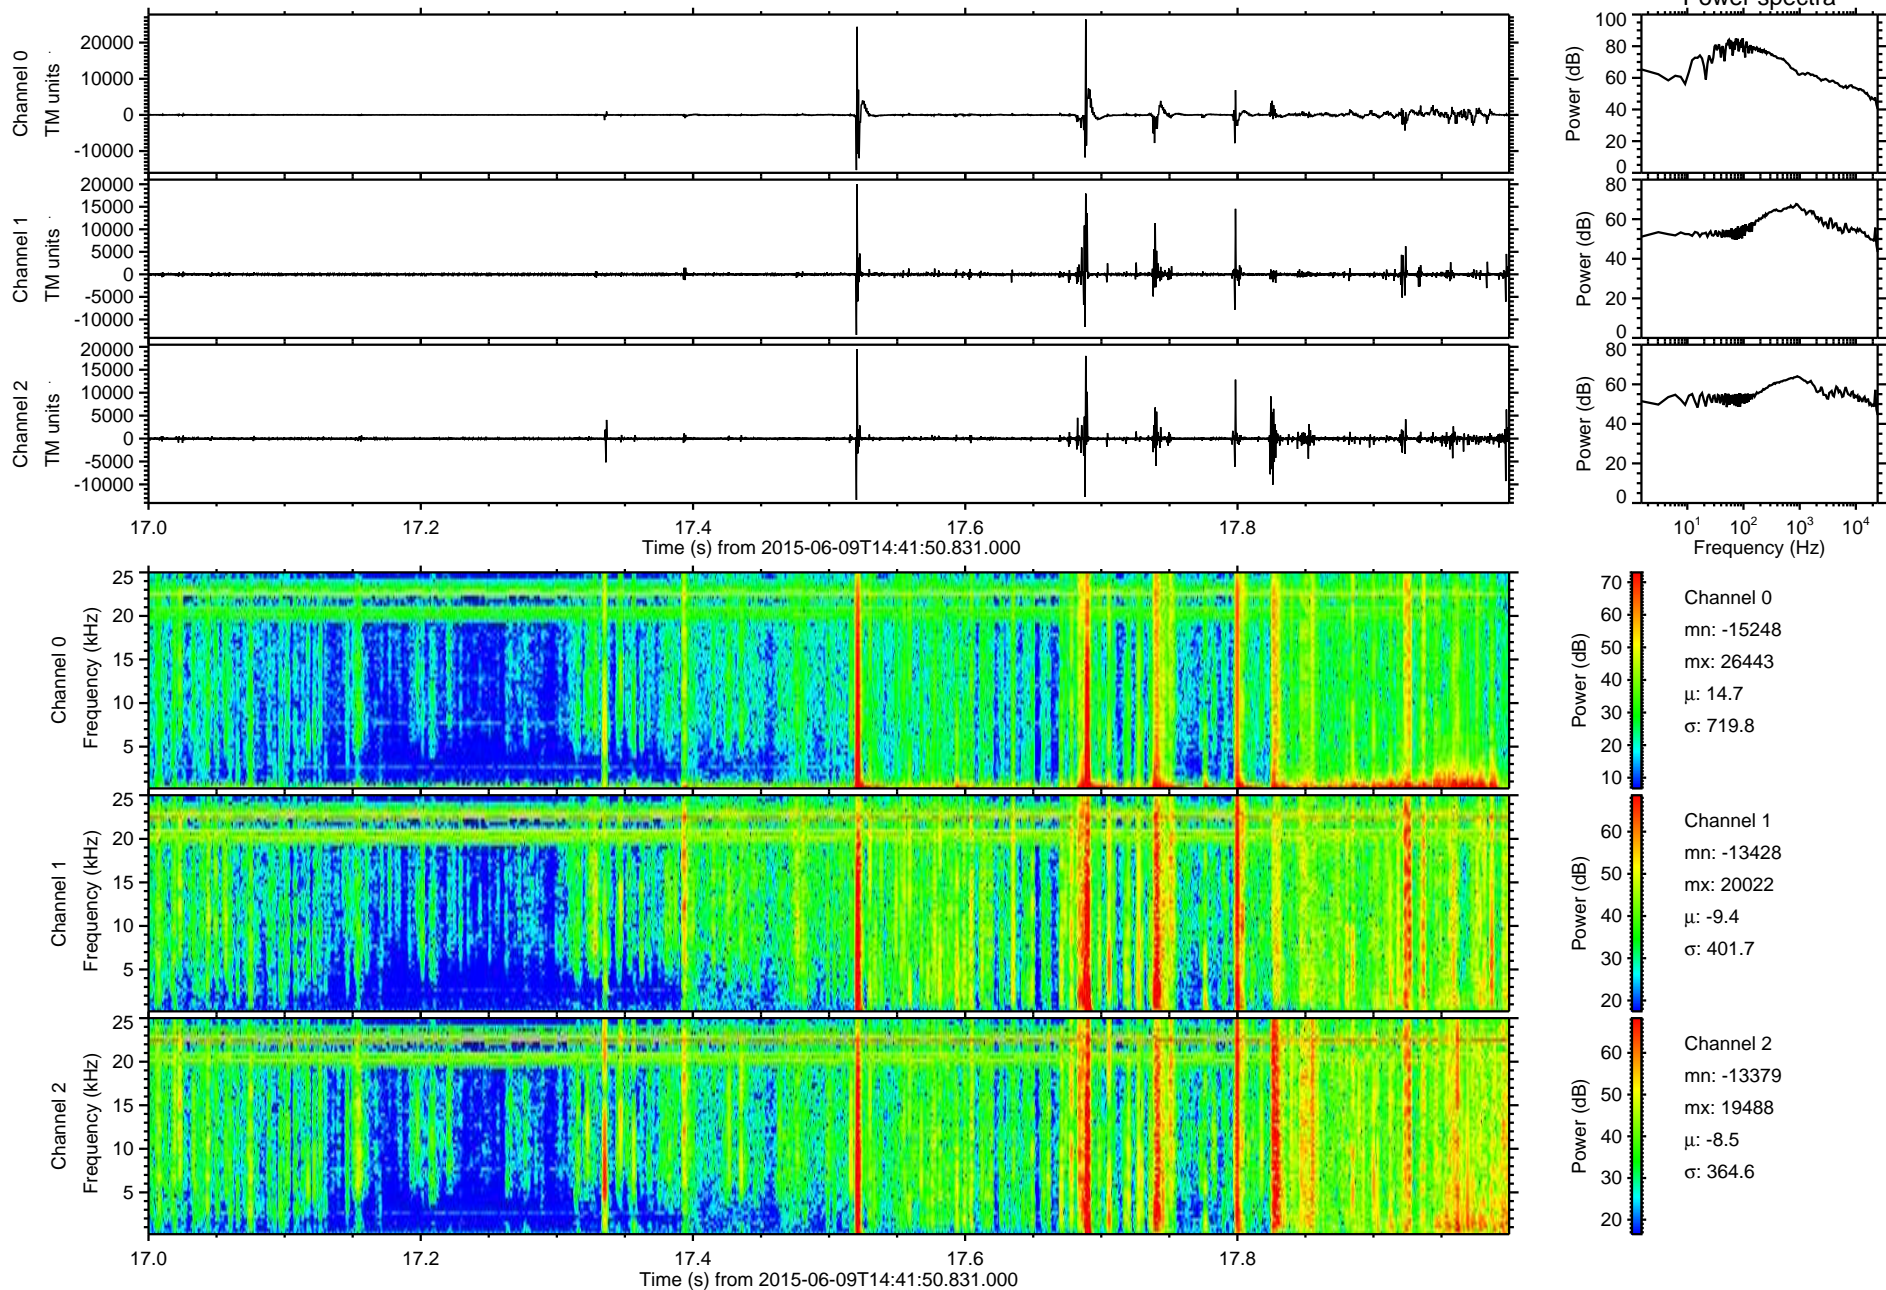 Power spectra
Channel 0
TM units
20000
10000
0
-10000
Power (dB)
100
80
60
40
20
0
Channel 1
TM units
20000
15000
10000
5000
0
-5000
-10000
Power (dB)
80
60
40
20
0
Channel 2
TM units
20000
15000
10000
5000
0
-5000
-10000
Power (dB)
80
60
40
20
0
17.0 17.2 17.4 17.6 17.8
Time (s) from 2015-06-09T14:41:50.831.000
10¹ 10² 10³ 10⁴
Frequency (Hz)
Channel 0
Frequency (kHz)
25
20
15
10
5
Power (dB)
70
60
50
40
30
20
10
Channel 0
mn: -15248
mx: 26443
μ: 14.7
σ: 719.8
Channel 1
Frequency (kHz)
25
20
15
10
5
Power (dB)
60
50
40
30
20
Channel 1
mn: -13428
mx: 20022
μ: -9.4
σ: 401.7
Channel 2
Frequency (kHz)
25
20
15
10
5
Power (dB)
60
50
40
30
20
Channel 2
mn: -13379
mx: 19488
μ: -8.5
σ: 364.6
17.0 17.2 17.4 17.6 17.8
Time (s) from 2015-06-09T14:41:50.831.000